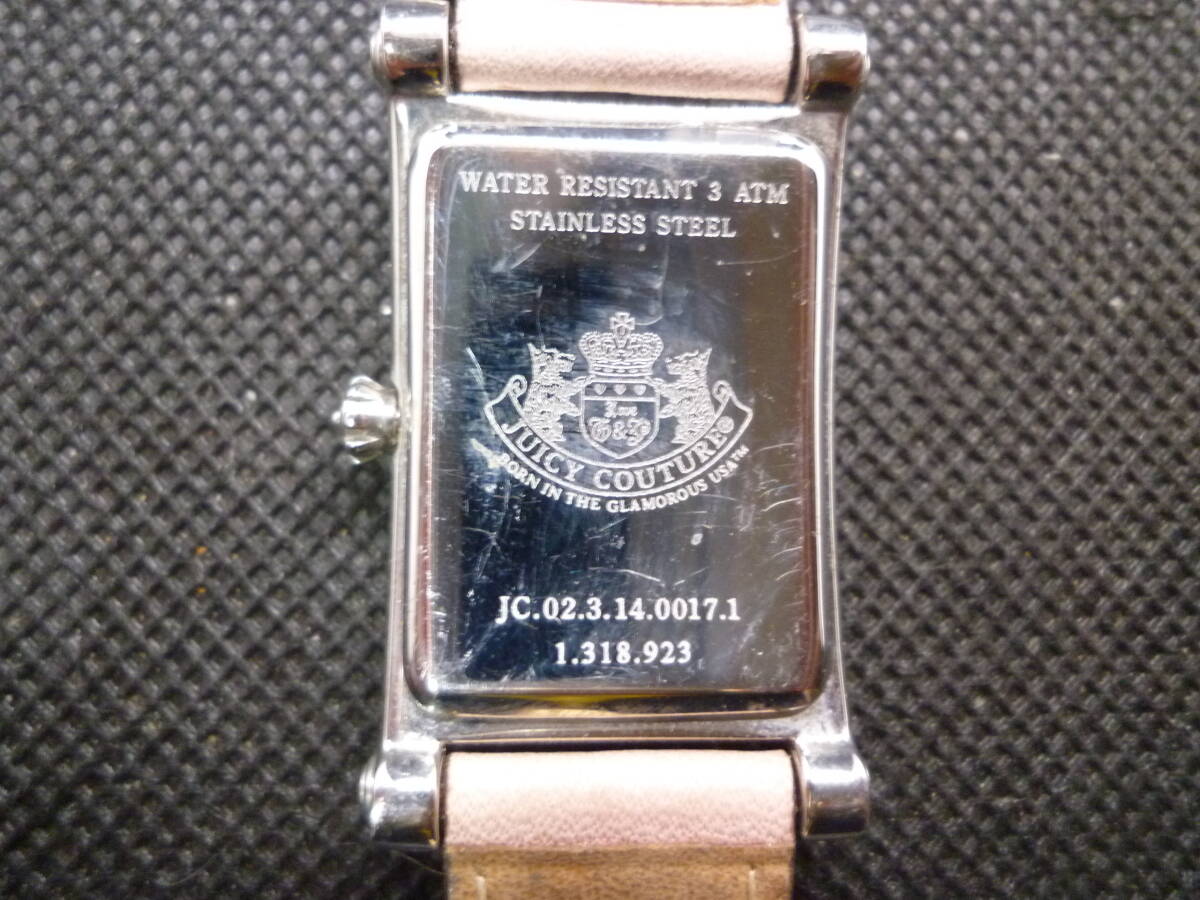 WATER RESISTANT 3 ATM
STAINLESS STEEL
Love
G & P
JUICY COUTURE®
BORN IN THE GLAMOROUS USA™
JC.02.3.14.0017.1
1.318.923